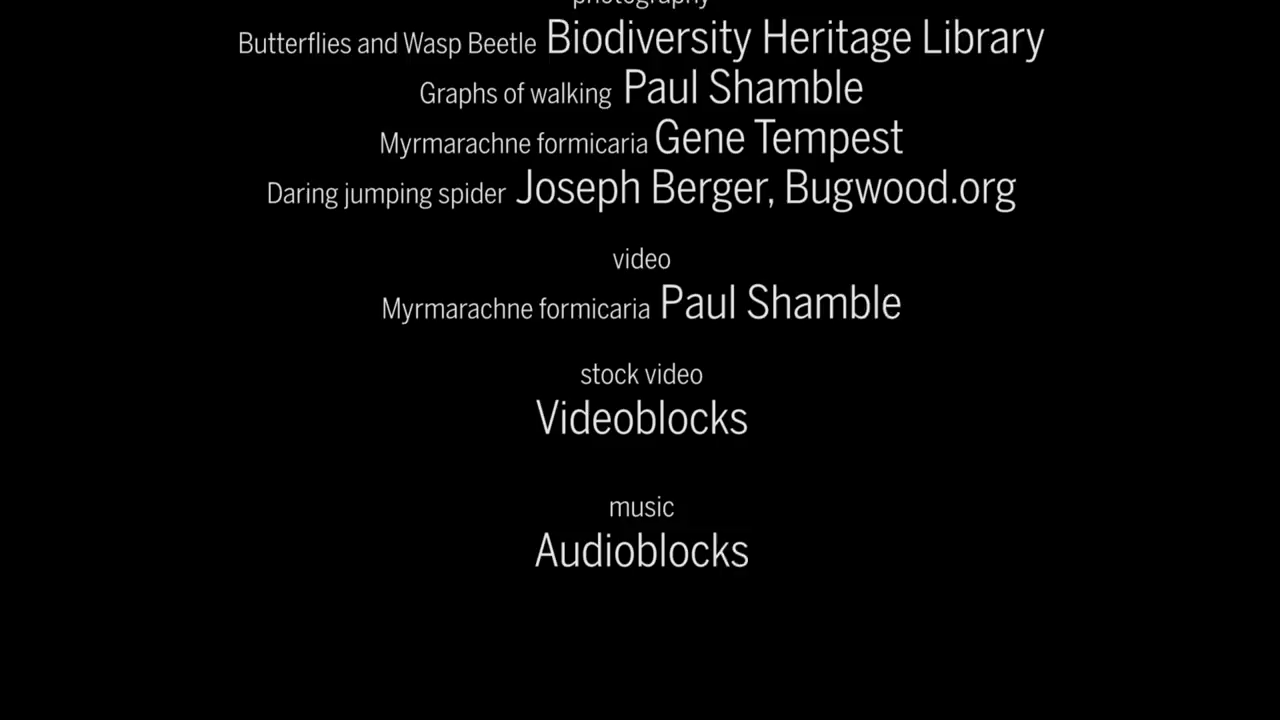 photography
Butterflies and Wasp Beetle Biodiversity Heritage Library
Graphs of walking Paul Shamble
Myrmarachne formicaria Gene Tempest
Daring jumping spider Joseph Berger, Bugwood.org
video
Myrmarachne formicaria Paul Shamble
stock video
Videoblocks
music
Audioblocks